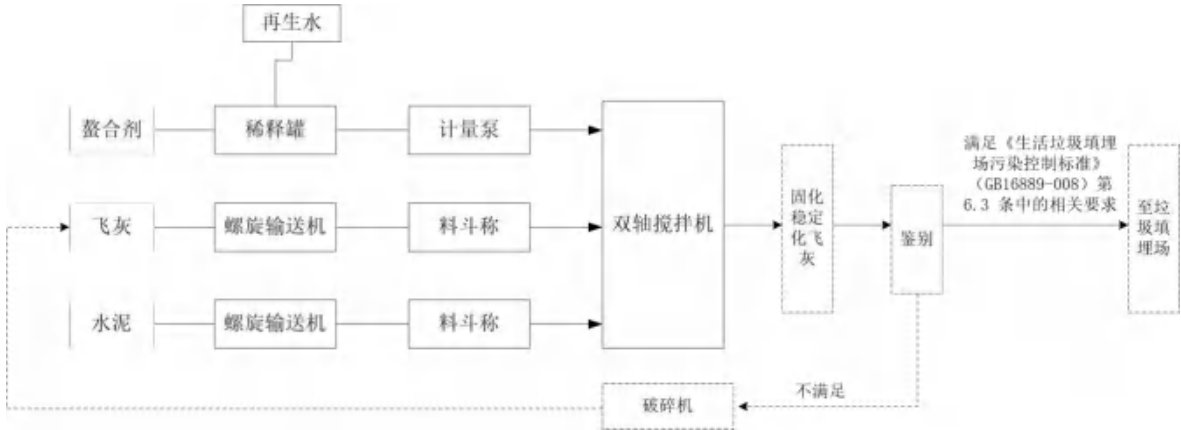 再生水
螯合剂
稀释罐
计量泵
飞灰
螺旋输送机
料斗称
水泥
螺旋输送机
料斗称
双轴搅拌机
固化
稳定
化飞
灰
鉴别
满足《生活垃圾填埋
场污染控制标准》
（GB16889-008）第
6.3 条中的相关要求
至垃
圾填
埋场
不满足
破碎机